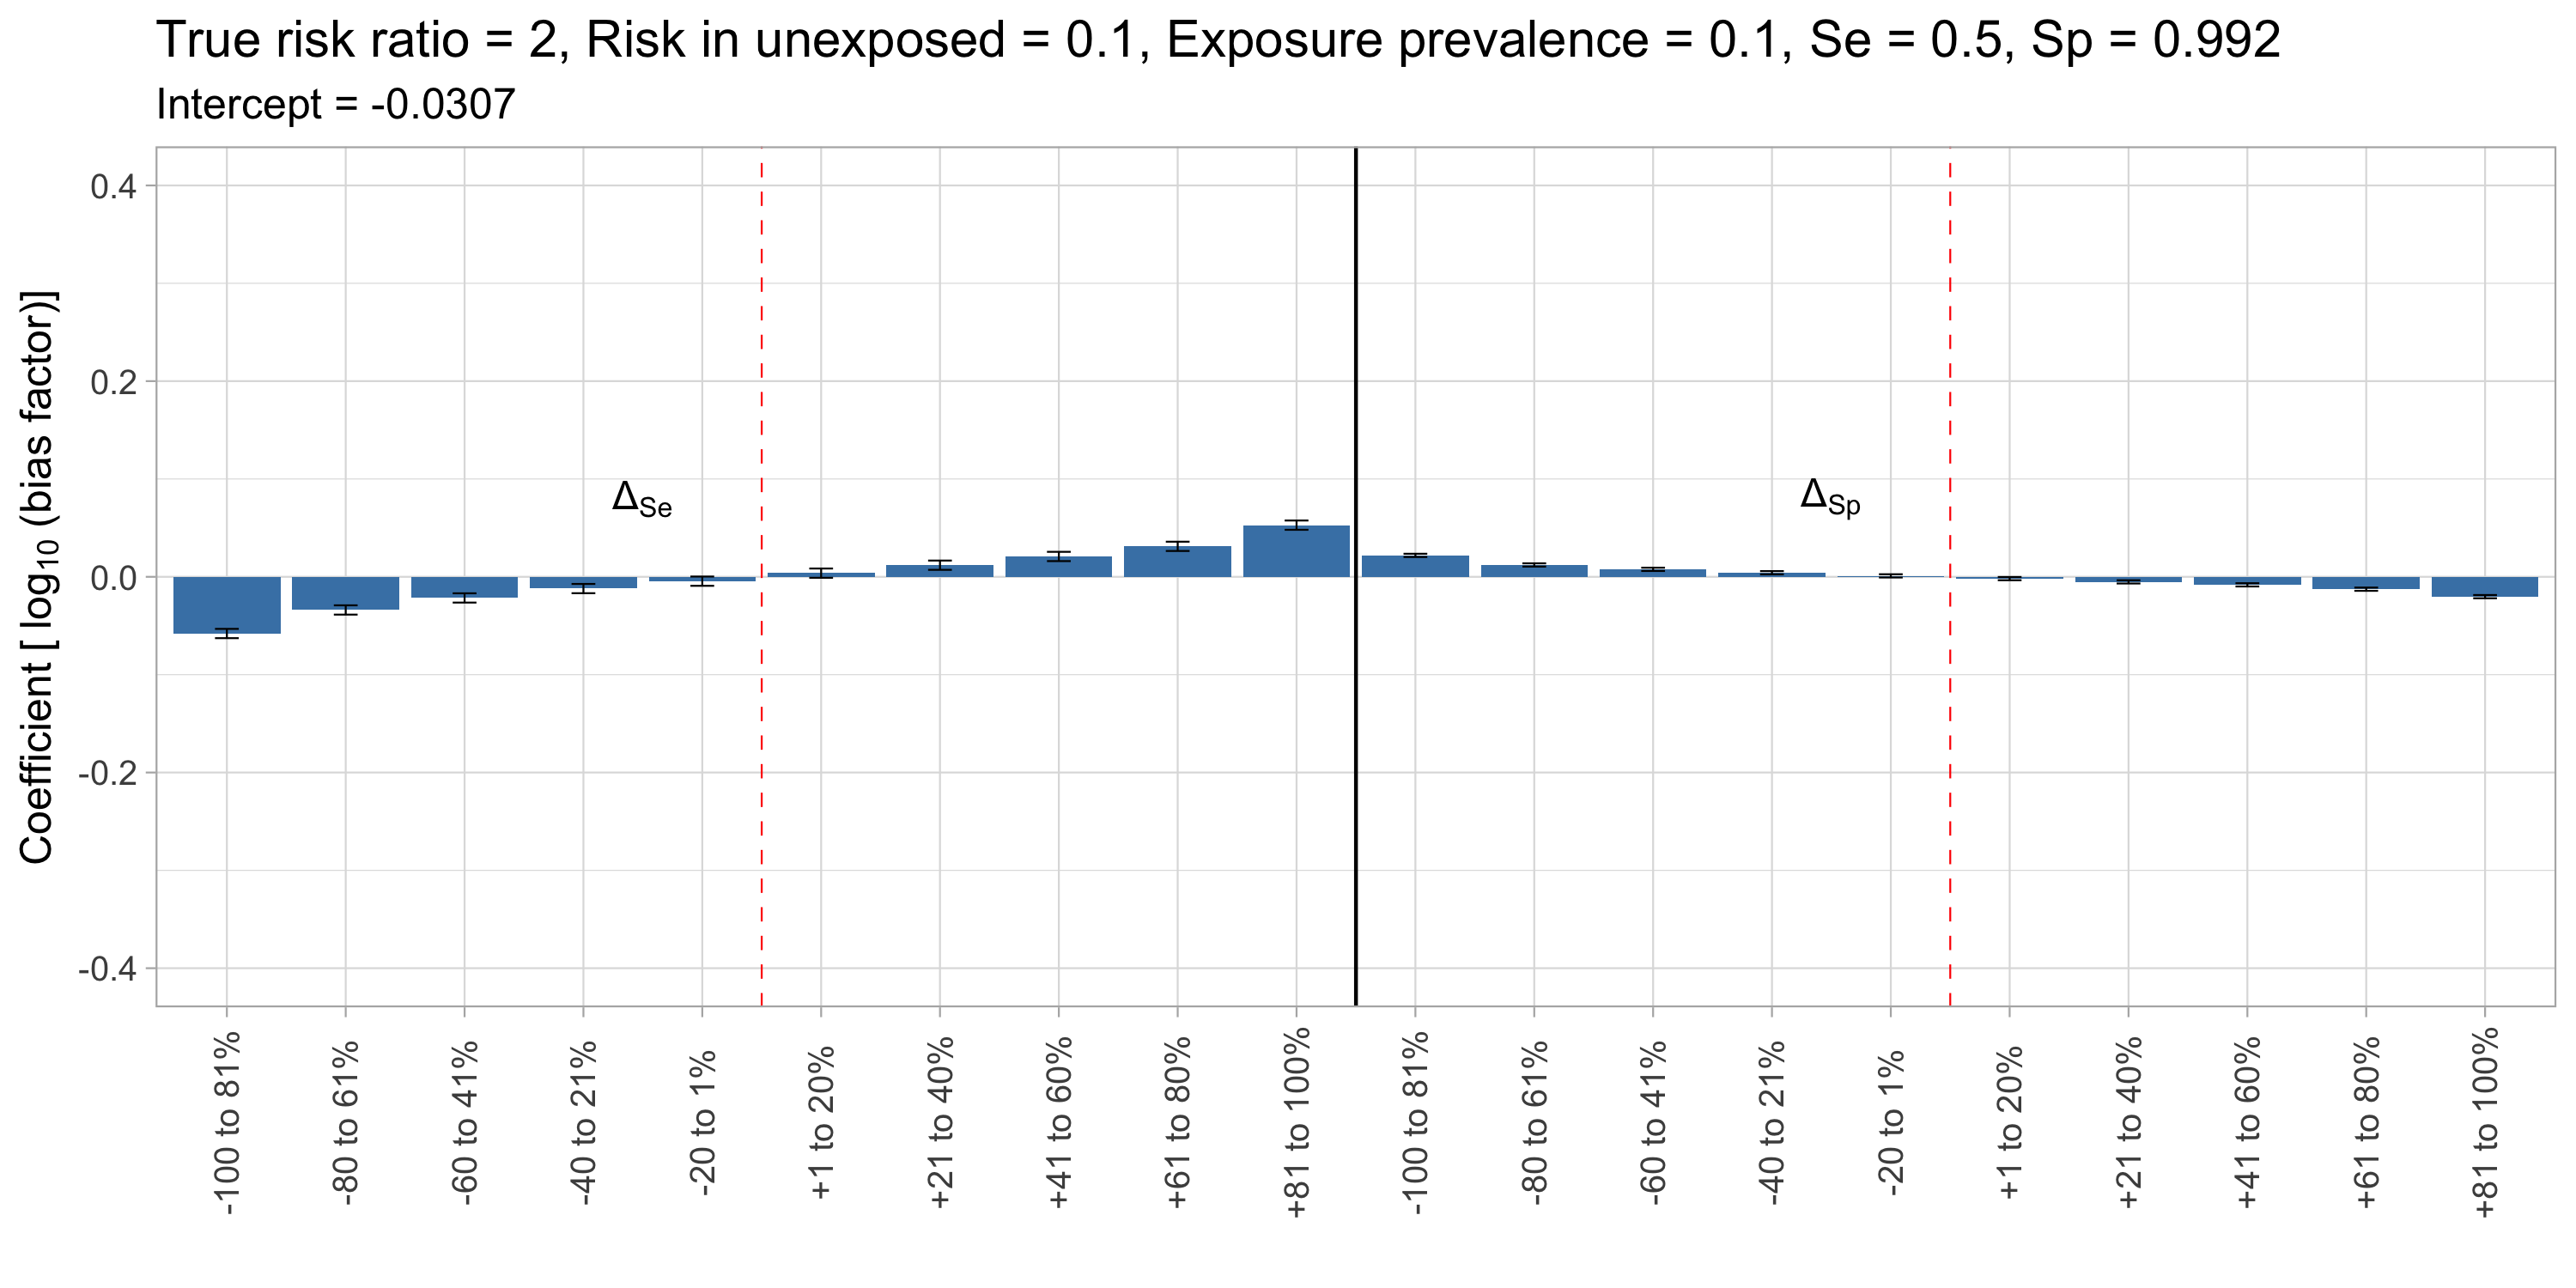 True risk ratio = 2, Risk in unexposed = 0.1, Exposure prevalence = 0.1, Se = 0.5, Sp = 0.992
Intercept = -0.0307
Coefficient [ log10 (bias factor)]
0.4
0.2
0.0
-0.2
-0.4
ΔSe
ΔSp
-100 to 81%
-80 to 61%
-60 to 41%
-40 to 21%
-20 to 1%
+1 to 20%
+21 to 40%
+41 to 60%
+61 to 80%
+81 to 100%
-100 to 81%
-80 to 61%
-60 to 41%
-40 to 21%
-20 to 1%
+1 to 20%
+21 to 40%
+41 to 60%
+61 to 80%
+81 to 100%